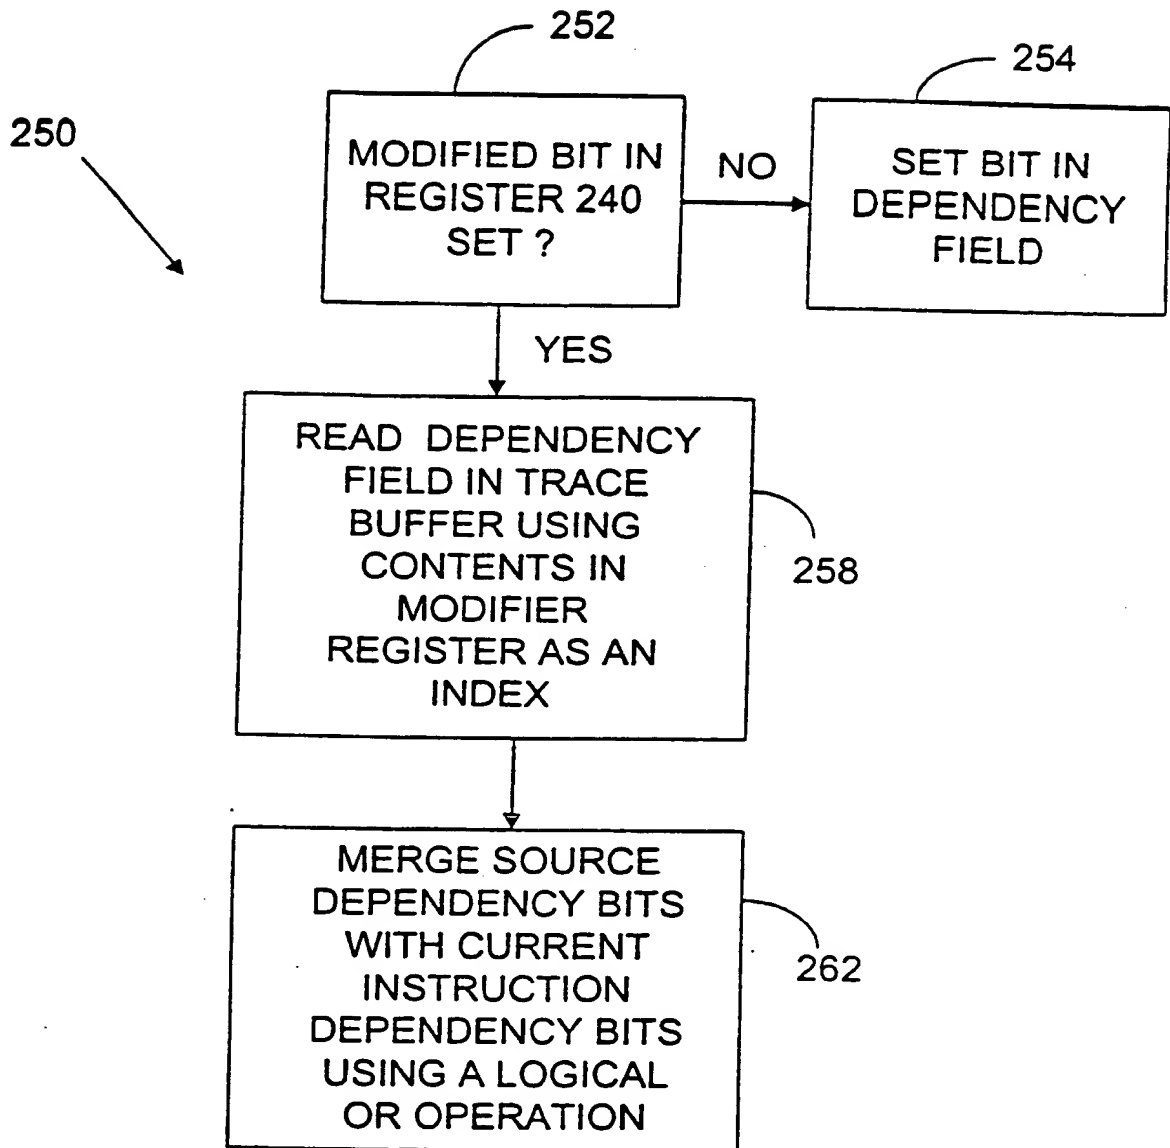 252
254
250
MODIFIED BIT IN
REGISTER 240
SET ?
NO
SET BIT IN
DEPENDENCY
FIELD
YES
READ DEPENDENCY
FIELD IN TRACE
BUFFER USING
CONTENTS IN
MODIFIER
REGISTER AS AN
INDEX
258
MERGE SOURCE
DEPENDENCY BITS
WITH CURRENT
INSTRUCTION
DEPENDENCY BITS
USING A LOGICAL
OR OPERATION
262